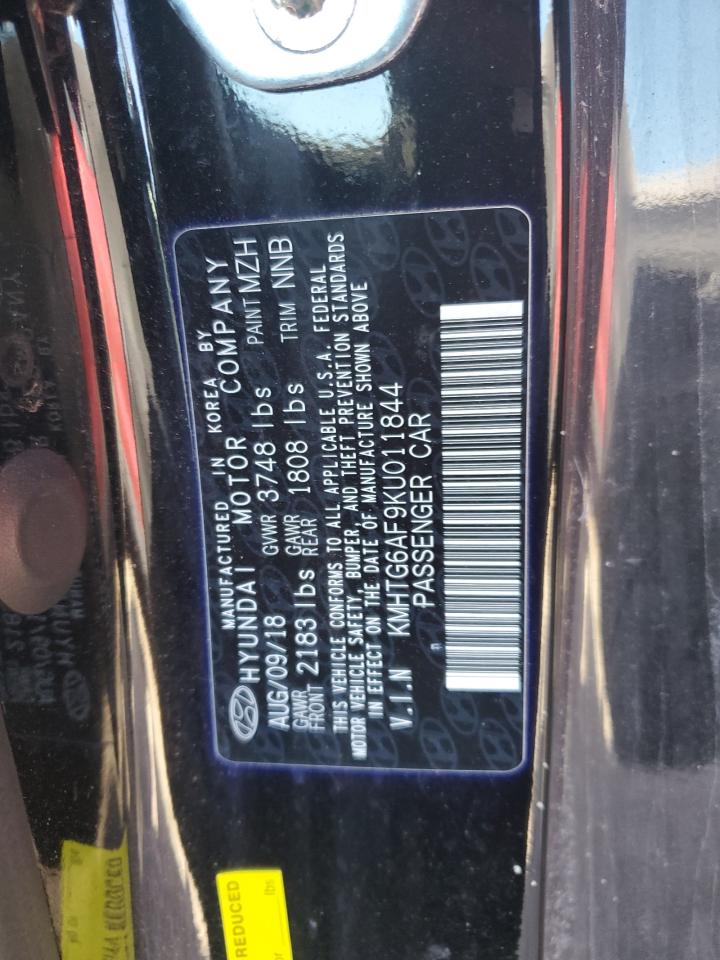 MANUFACTURED IN KOREA BY
HYUNDAI MOTOR COMPANY
AUG/09/18 GVWR 3748 lbs PAINT MZH
GAWR FRONT 2183 lbs GAWR REAR 1808 lbs TRIM NNB
THIS VEHICLE CONFORMS TO ALL APPLICABLE U.S.A. FEDERAL
MOTOR VEHICLE SAFETY, BUMPER, AND THEFT PREVENTION STANDARDS
IN EFFECT ON THE DATE OF MANUFACTURE SHOWN ABOVE
V.I.N KMHTG6AF9KU011844
PASSENGER CAR
REDUCED
lbs